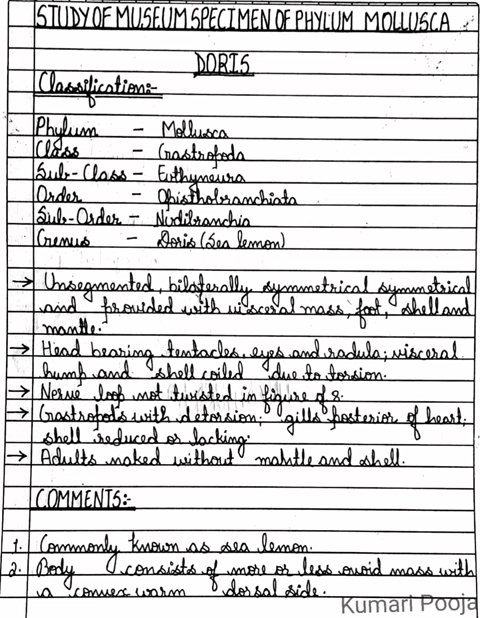 STUDY OF MUSEUM SPECIMEN OF PHYLUM MOLLUSCA
DORIS
Classification:-
Phylum - Mollusca
Class - Gastropoda
Sub-Class - Euthyneura
Order - Opisthobranchiata
Sub-Order - Nudibranchia
Genus - Doris (Sea lemon)
→ Unsegmented, bilaterally symmetrical symmetrical
and provided with visceral mass, foot, shell and
mantle.
→ Head bearing tentacles, eyes and radula; visceral
hump and shell coiled due to torsion.
→ Nerve loop not twisted in figure of 8.
→ Gastropods with detorsion; gills posterior of heart;
shell reduced or lacking.
→ Adults naked without mantle and shell.
COMMENTS:-
1. Commonly known as sea lemon.
2. Body consists of more or less ovoid mass with
a convex warm dorsal side.
Kumari Pooja